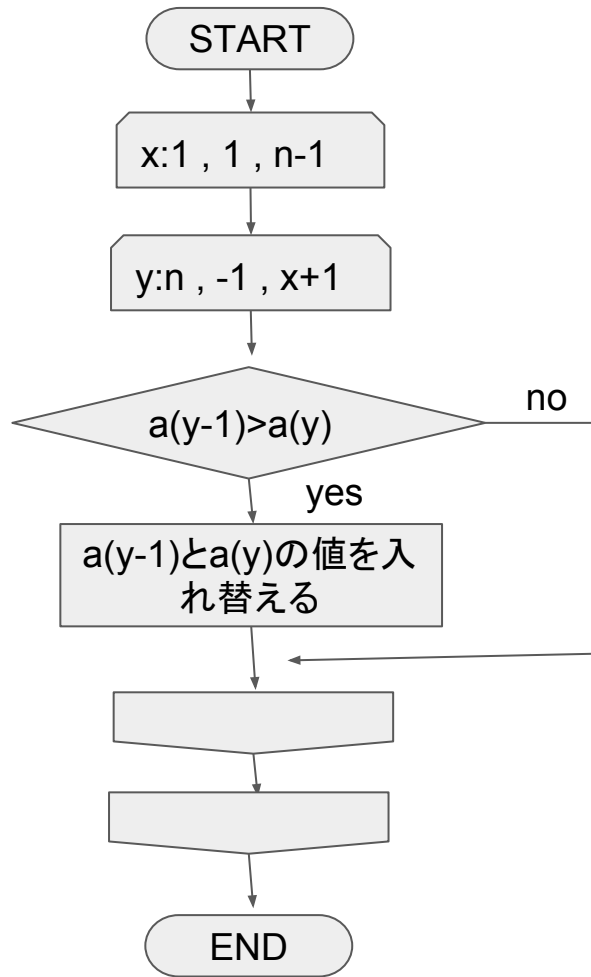 START
x:1 , 1 , n-1
y:n , -1 , x+1
a(y-1)>a(y)
no
yes
a(y-1)とa(y)の値を入
れ替える
END